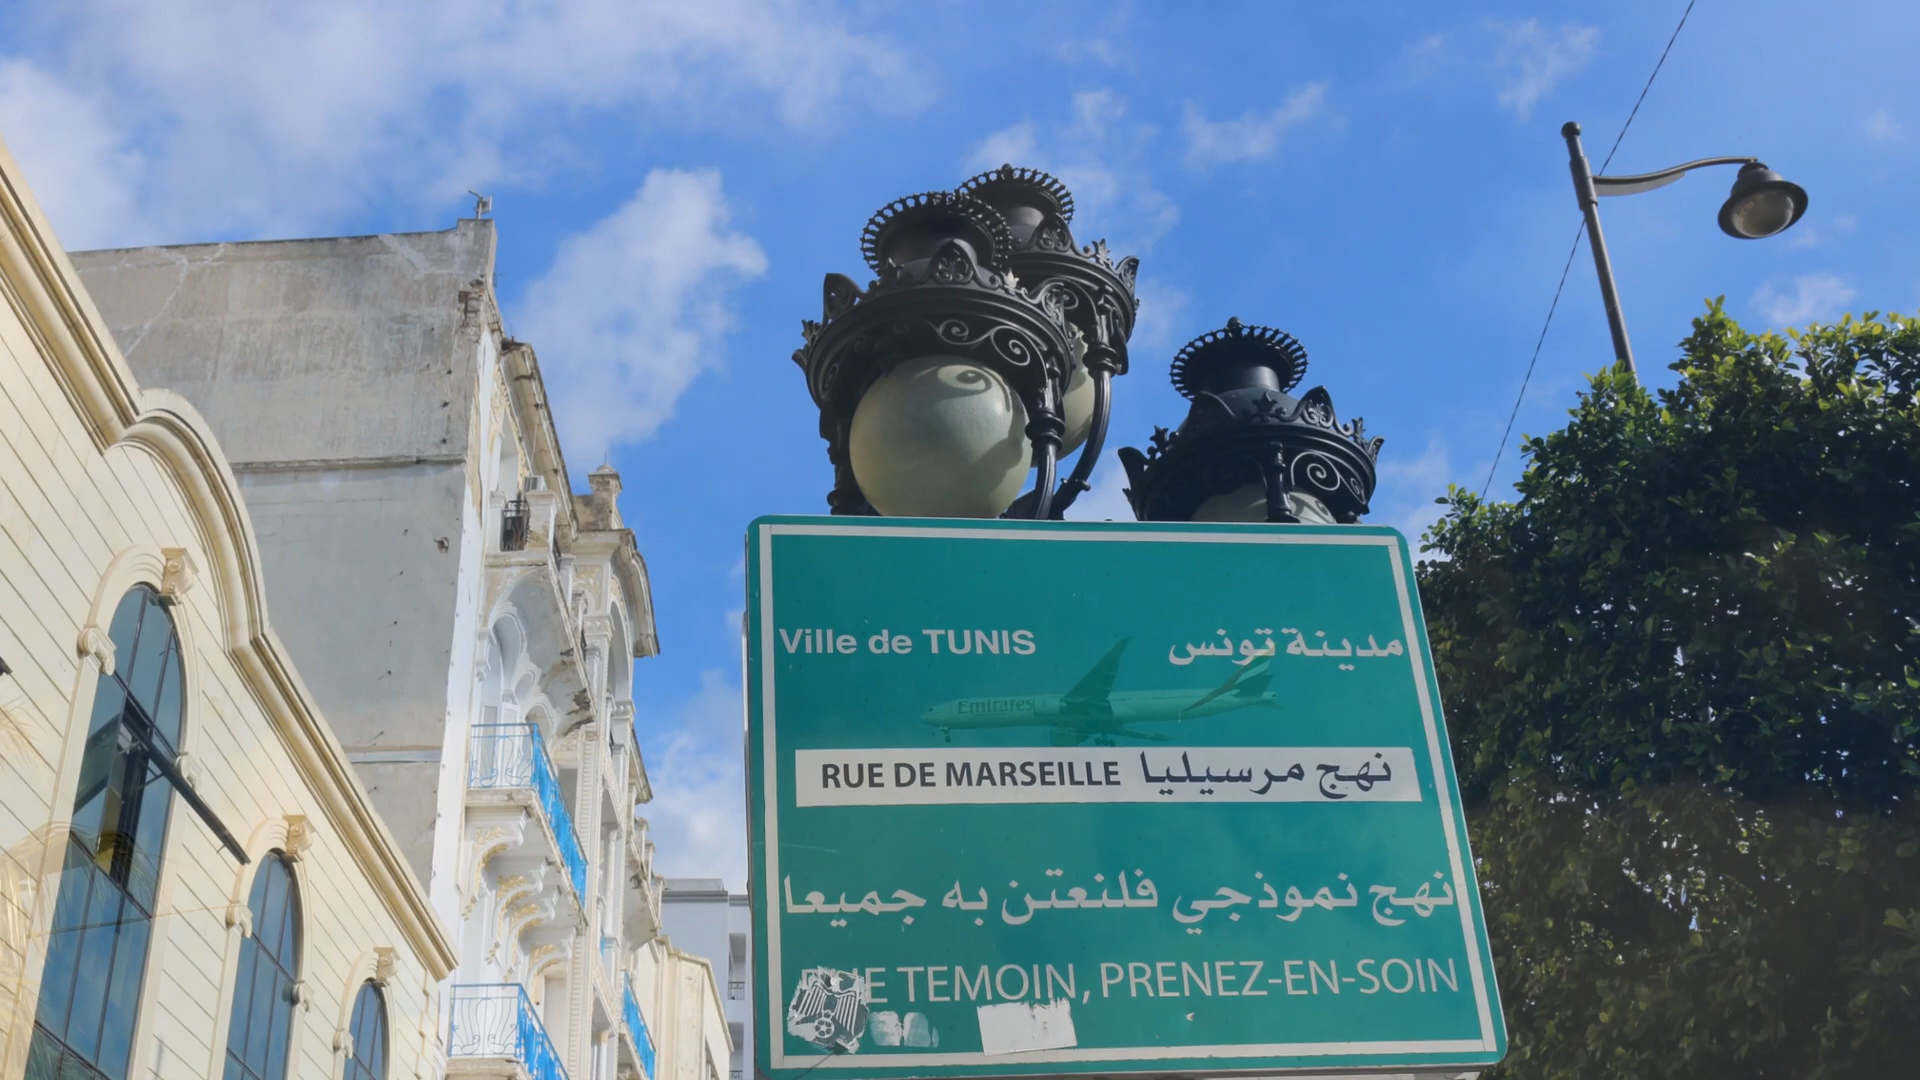 Ville de TUNIS
مدينة تونس
Emirates
RUE DE MARSEILLE نهج مرسيليا
نهج نموذجي فلنعتن به جميعا
RUE TEMOIN, PRENEZ-EN-SOIN